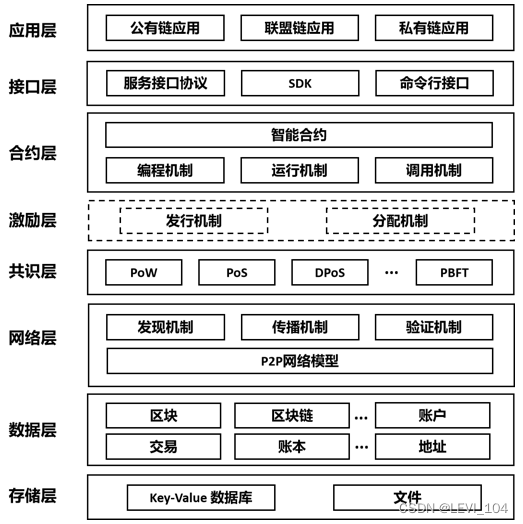 应用层 公有链应用 联盟链应用 私有链应用
接口层 服务接口协议 SDK 命令行接口
智能合约
合约层
编程机制 运行机制 调用机制
激励层 发行机制 分配机制
共识层 PoW PoS DPoS ... PBFT
发现机制 传播机制 验证机制
网络层
P2P网络模型
区块 区块链 ... 账户
数据层
交易 账本 ... 地址
存储层 Key-Value 数据库 文件
CSDN @LEVI_104